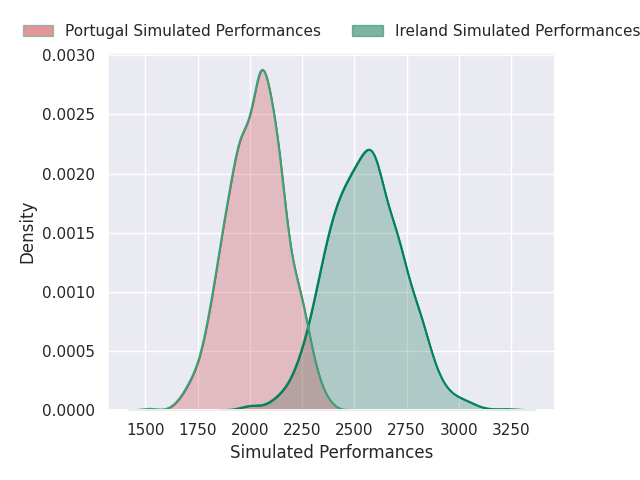 Portugal Simulated Performances Ireland Simulated Performances
0.0030
0.0025
0.0020
0.0015
0.0010
0.0005
0.0000
Density
1500 1750 2000 2250 2500 2750 3000 3250
Simulated Performances